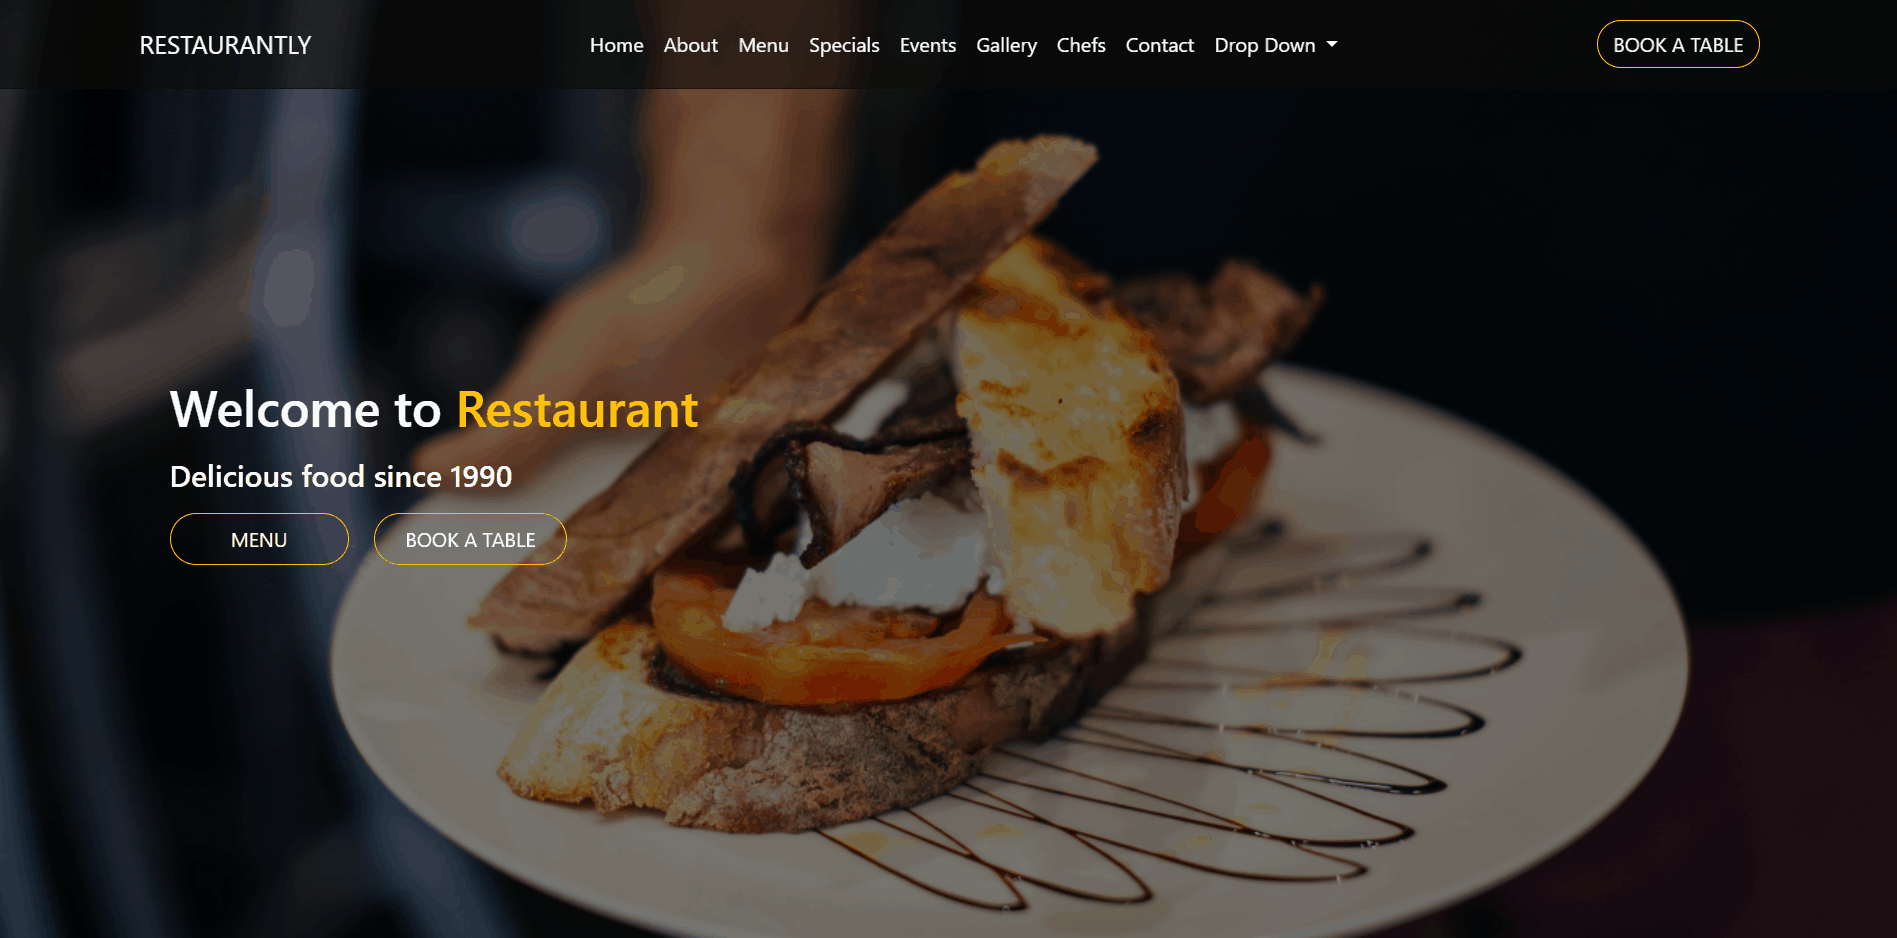 RESTAURANTLY Home About Menu Specials Events Gallery Chefs Contact Drop Down BOOK A TABLE
Welcome to Restaurant
Delicious food since 1990
MENU BOOK A TABLE